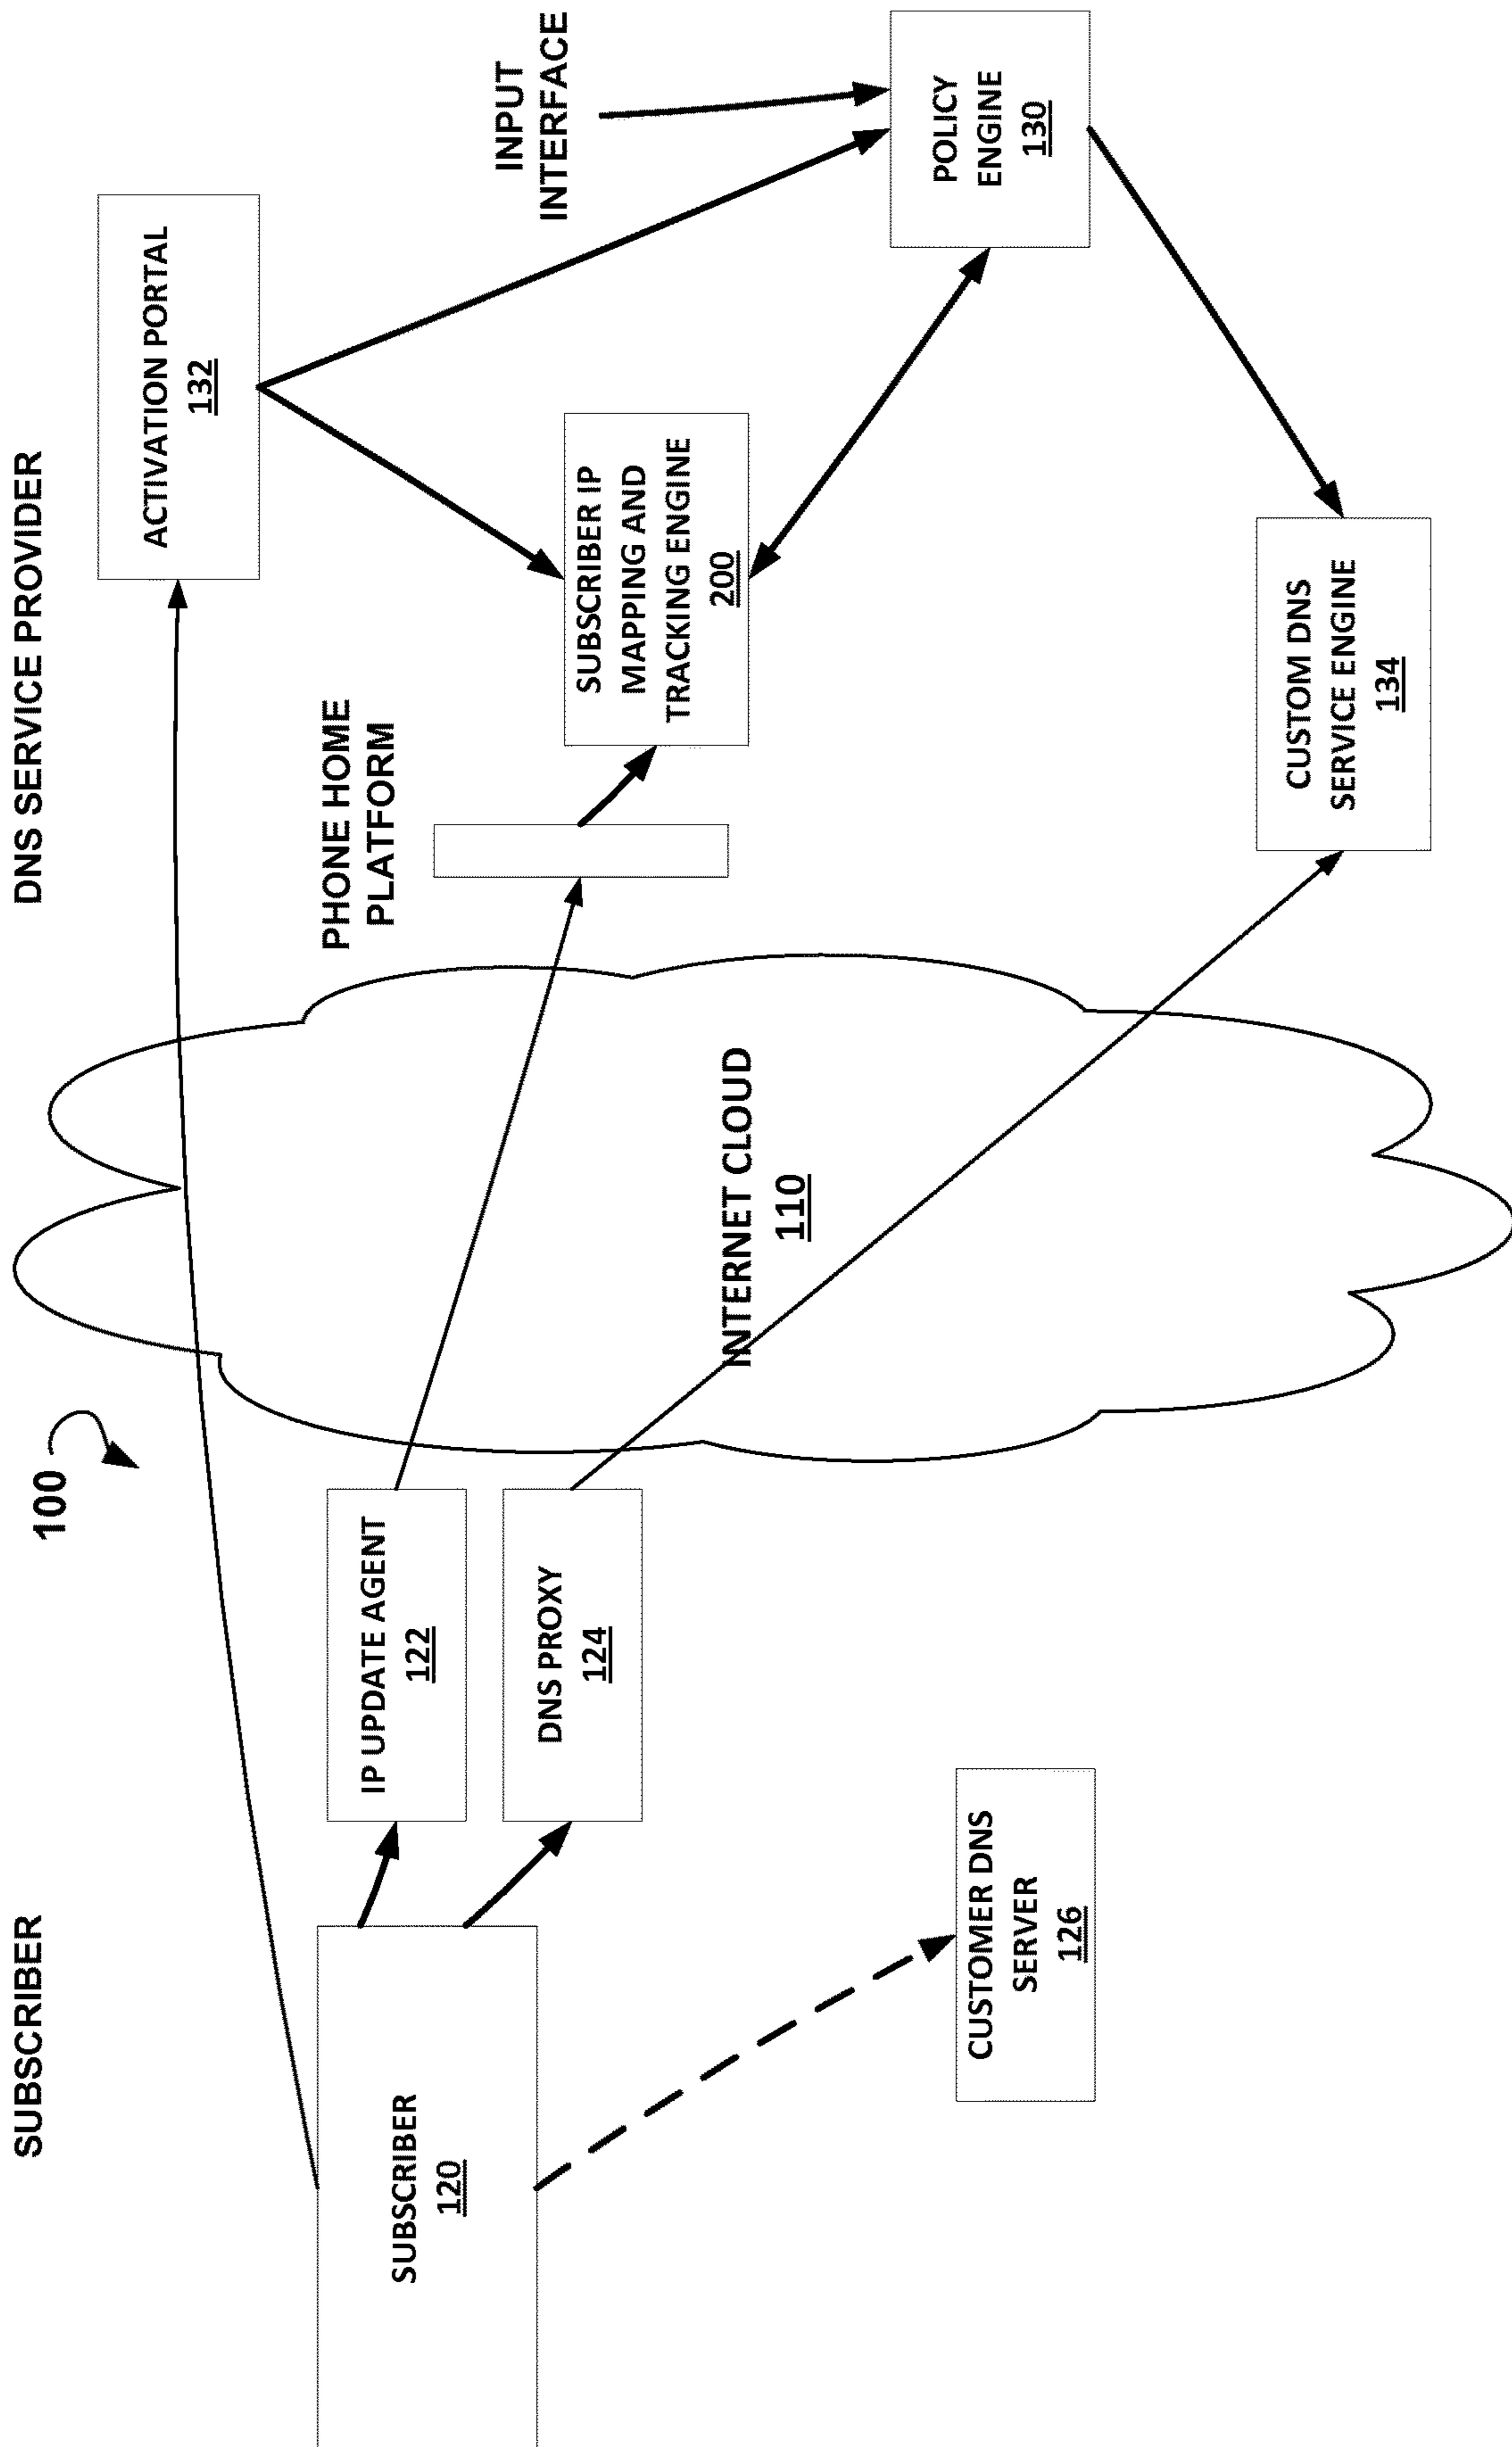 SUBSCRIBER
DNS SERVICE PROVIDER
100
SUBSCRIBER
120
IP UPDATE AGENT
122
DNS PROXY
124
CUSTOMER DNS
SERVER
126
INTERNET CLOUD
110
PHONE HOME
PLATFORM
ACTIVATION PORTAL
132
SUBSCRIBER IP
MAPPING AND
TRACKING ENGINE
200
INPUT
INTERFACE
POLICY
ENGINE
130
CUSTOM DNS
SERVICE ENGINE
134